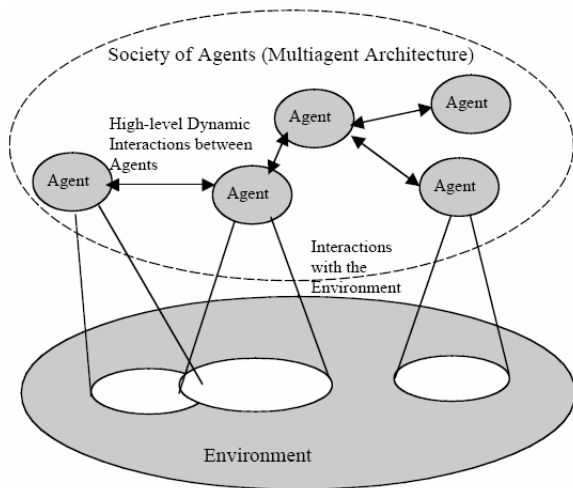 Society of Agents (Multiagent Architecture)
Agent
Agent
High-level Dynamic
Interactions between
Agents
Agent
Agent
Agent
Interactions
with the
Environment
Environment